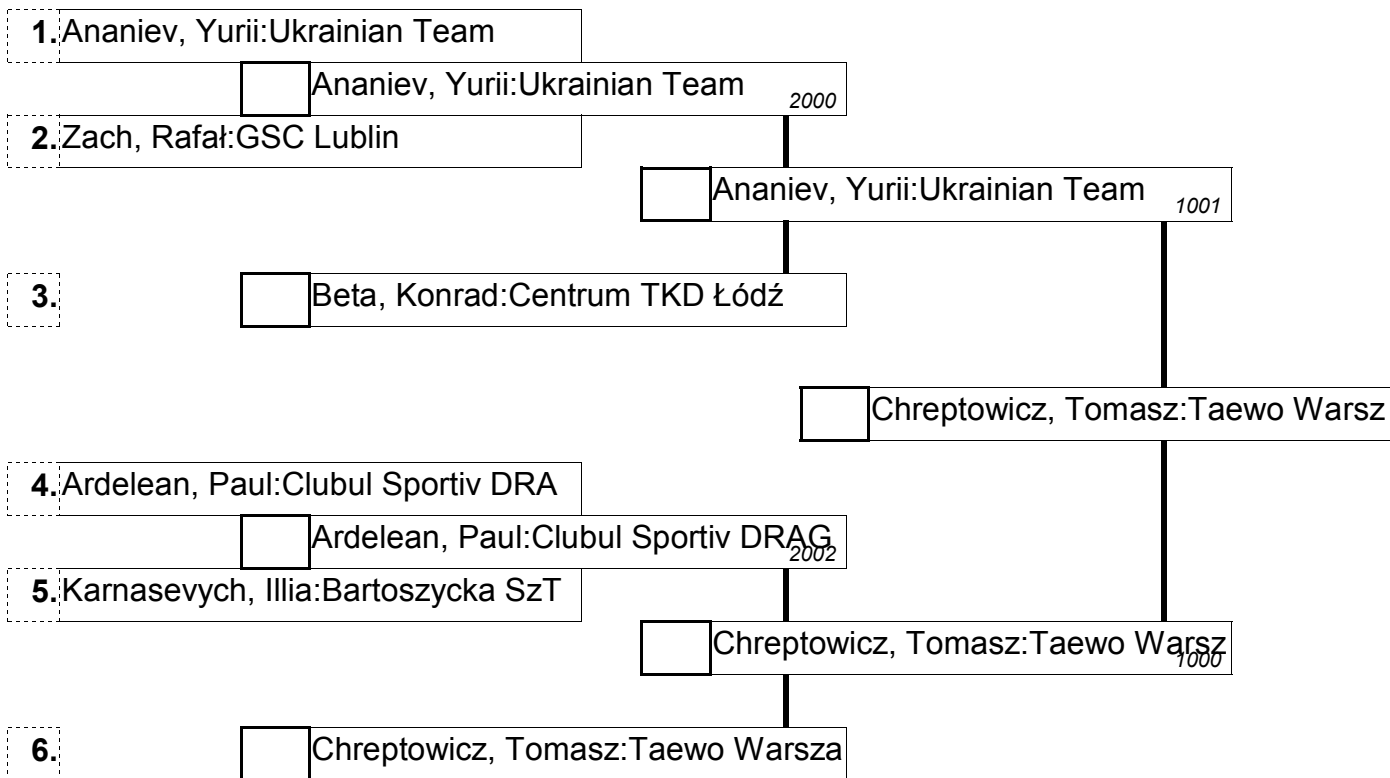 1. Ananiev, Yurii:Ukrainian Team
Ananiev, Yurii:Ukrainian Team 2000
2. Zach, Rafał:GSC Lublin
Ananiev, Yurii:Ukrainian Team 1001
3. Beta, Konrad:Centrum TKD Łódź
Chreptowicz, Tomasz:Taewo Warsz
4. Ardelean, Paul:Clubul Sportiv DRA
Ardelean, Paul:Clubul Sportiv DRAG 2002
5. Karnasevych, Illia:Bartoszycka SzT
Chreptowicz, Tomasz:Taewo Warsz 1000
6. Chreptowicz, Tomasz:Taewo Warsza